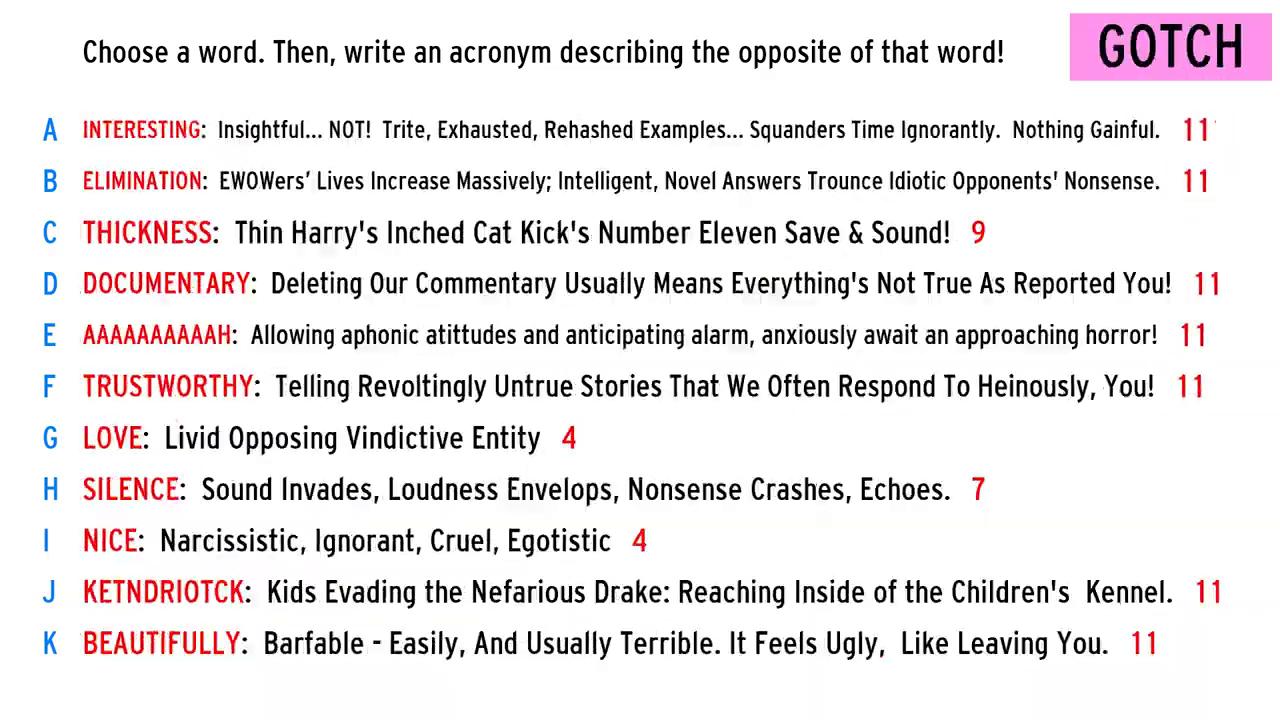 Choose a word. Then, write an acronym describing the opposite of that word!
GOTCH
A INTERESTING: Insightful... NOT! Trite, Exhausted, Rehashed Examples... Squanders Time Ignorantly. Nothing Gainful. 11
B ELIMINATION: EWOWers' Lives Increase Massively; Intelligent, Novel Answers Trounce Idiotic Opponents' Nonsense. 11
C THICKNESS: Thin Harry's Inched Cat Kick's Number Eleven Save & Sound! 9
D DOCUMENTARY: Deleting Our Commentary Usually Means Everything's Not True As Reported You! 11
E AAAAAAAAAAH: Allowing aphonic atittudes and anticipating alarm, anxiously await an approaching horror! 11
F TRUSTWORTHY: Telling Revoltingly Untrue Stories That We Often Respond To Heinously, You! 11
G LOVE: Livid Opposing Vindictive Entity 4
H SILENCE: Sound Invades, Loudness Envelops, Nonsense Crashes, Echoes. 7
I NICE: Narcissistic, Ignorant, Cruel, Egotistic 4
J KETNDRIOTCK: Kids Evading the Nefarious Drake: Reaching Inside of the Children's Kennel. 11
K BEAUTIFULLY: Barfable - Easily, And Usually Terrible. It Feels Ugly, Like Leaving You. 11